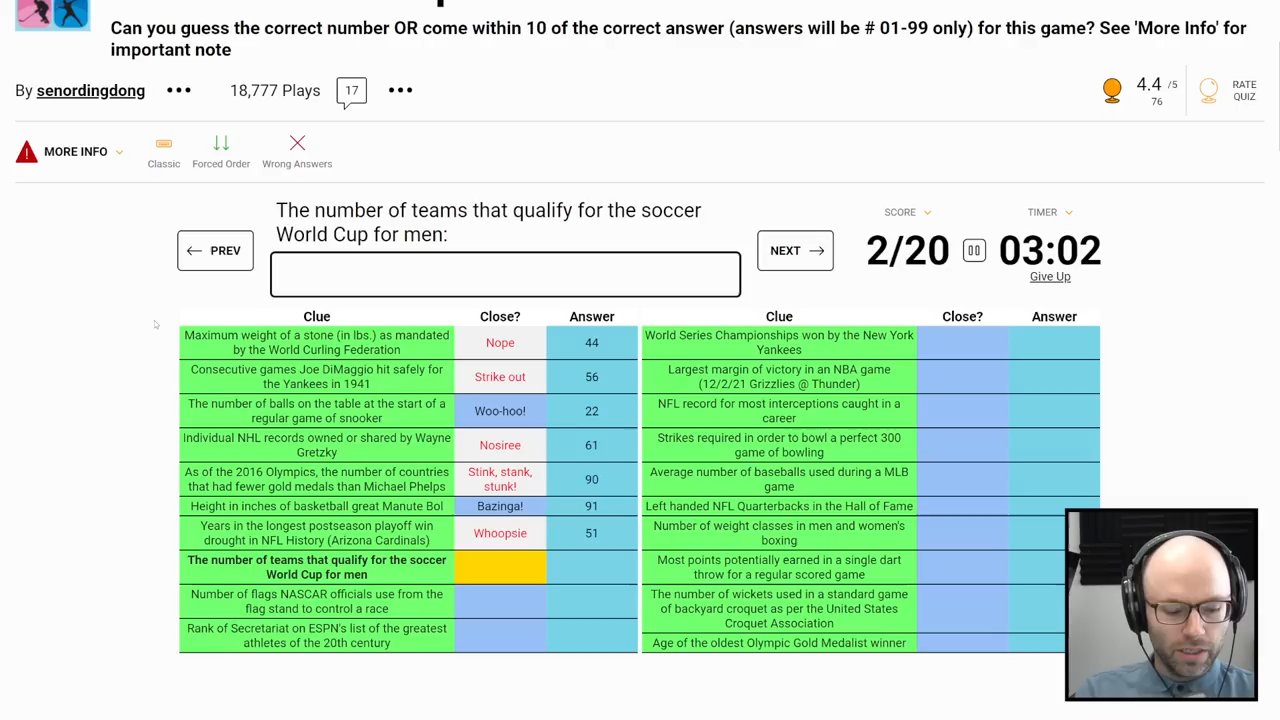 Can you guess the correct number OR come within 10 of the correct answer (answers will be # 01-99 only) for this game? See 'More Info' for
important note
By senordingdong ••• 18,777 Plays 17 •••
4.4 /5
76
RATE
QUIZ
MORE INFO
Classic
Forced Order
Wrong Answers
The number of teams that qualify for the soccer
World Cup for men:
PREV
NEXT
SCORE
2/20
TIMER
03:02
Give Up
Clue Close? Answer
Maximum weight of a stone (in lbs.) as mandated
by the World Curling Federation
Nope
44
Consecutive games Joe DiMaggio hit safely for
the Yankees in 1941
Strike out
56
The number of balls on the table at the start of a
regular game of snooker
Woo-hoo!
22
Individual NHL records owned or shared by Wayne
Gretzky
Nosiree
61
As of the 2016 Olympics, the number of countries
that had fewer gold medals than Michael Phelps
Stink, stank,
stunk!
90
Height in inches of basketball great Manute Bol
Bazinga!
91
Years in the longest postseason playoff win
drought in NFL History (Arizona Cardinals)
Whoopsie
51
The number of teams that qualify for the soccer
World Cup for men
Number of flags NASCAR officials use from the
flag stand to control a race
Rank of Secretariat on ESPN's list of the greatest
athletes of the 20th century
Clue Close? Answer
World Series Championships won by the New York
Yankees
Largest margin of victory in an NBA game
(12/2/21 Grizzlies @ Thunder)
NFL record for most interceptions caught in a
career
Strikes required in order to bowl a perfect 300
game of bowling
Average number of baseballs used during a MLB
game
Left handed NFL Quarterbacks in the Hall of Fame
Number of weight classes in men and women's
boxing
Most points potentially earned in a single dart
throw for a regular scored game
The number of wickets used in a standard game
of backyard croquet as per the United States
Croquet Association
Age of the oldest Olympic Gold Medalist winner